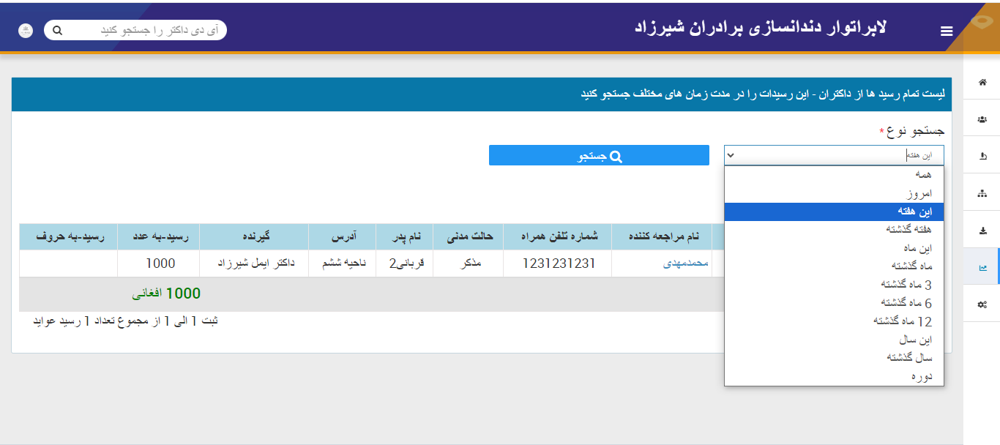 لابراتوار دندانسازی برادران شیرزاد
آی دی داکتر را جستجو کنید
لیست تمام رسید ها از داکتران - این رسیدات را در مدت زمان های مختلف جستجو کنید
جستجو نوع *
این هفته
جستجو
همه
امروز
این هفته
هفته گذشته
این ماه
ماه گذشته
3 ماه گذشته
6 ماه گذشته
12 ماه گذشته
این سال
سال گذشته
دوره
نام مراجعه کننده شماره تلفن همراه حالت مدنی نام پدر آدرس گیرنده رسید-به عدد رسید-به حروف
محمدمهدی 1231231231 مذکر قربانی2 ناحیه ششم داکتر ایمل شیرزاد 1000
1000 افغانی
ثبت 1 الی 1 از مجموع تعداد 1 رسید عواید